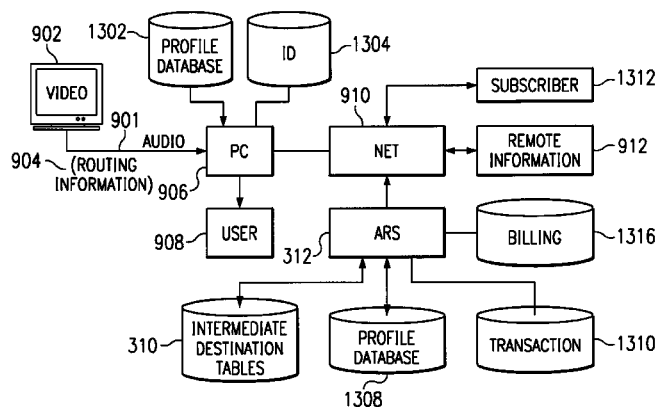 902
1302
PROFILE
DATABASE
ID
1304
VIDEO
910
SUBSCRIBER
1312
901
AUDIO
904
(ROUTING
INFORMATION)
PC
906
NET
REMOTE
INFORMATION
912
USER
908
312
ARS
BILLING
1316
310
INTERMEDIATE
DESTINATION
TABLES
PROFILE
DATABASE
1308
TRANSACTION
1310